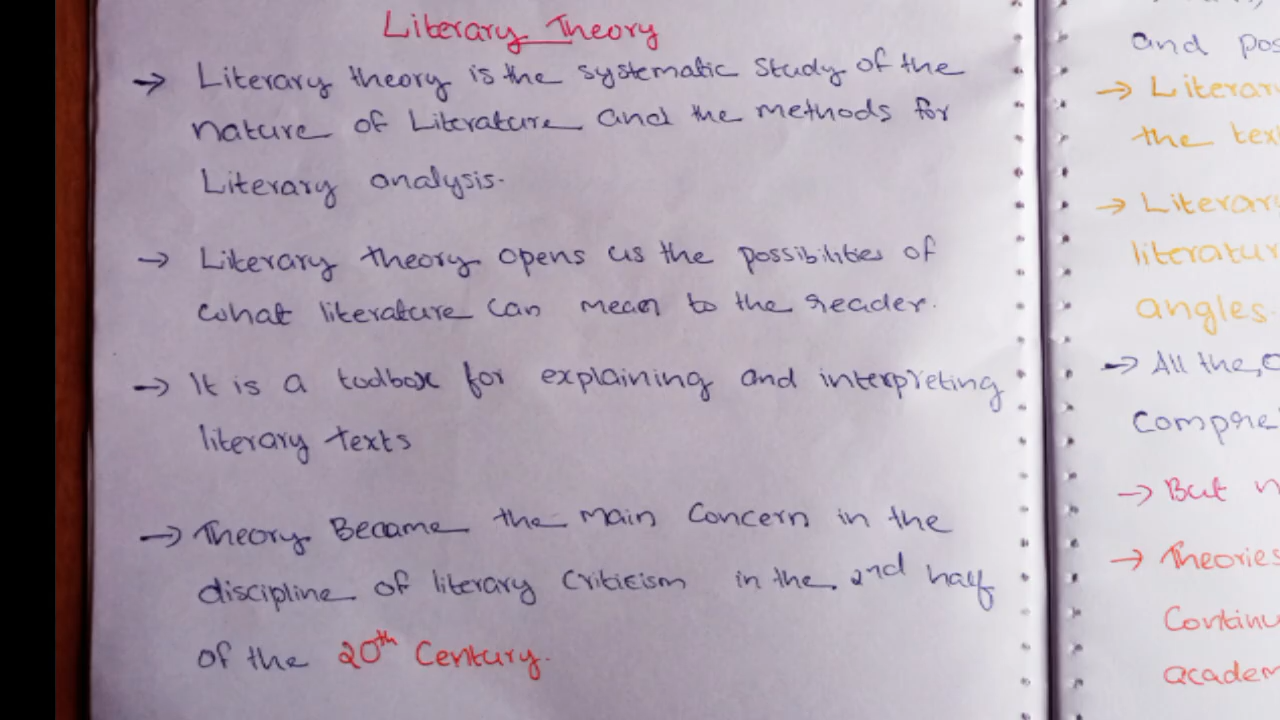 Literary Theory
→ Literary theory is the systematic study of the
nature of Literature and the methods for
Literary analysis.
→ Literary theory opens us the possibilities of
what literature can mean to the reader.
→ It is a toolbox for explaining and interpreting
literary texts
→ Theory Became the main Concern in the
discipline of literary Criticism in the 2nd half
of the 20th Century.
and pos
→ Literar
the tex
→ Literar
literatur
angles.
→ All the
Compre
→ But n
→ Theories
Continu
academ